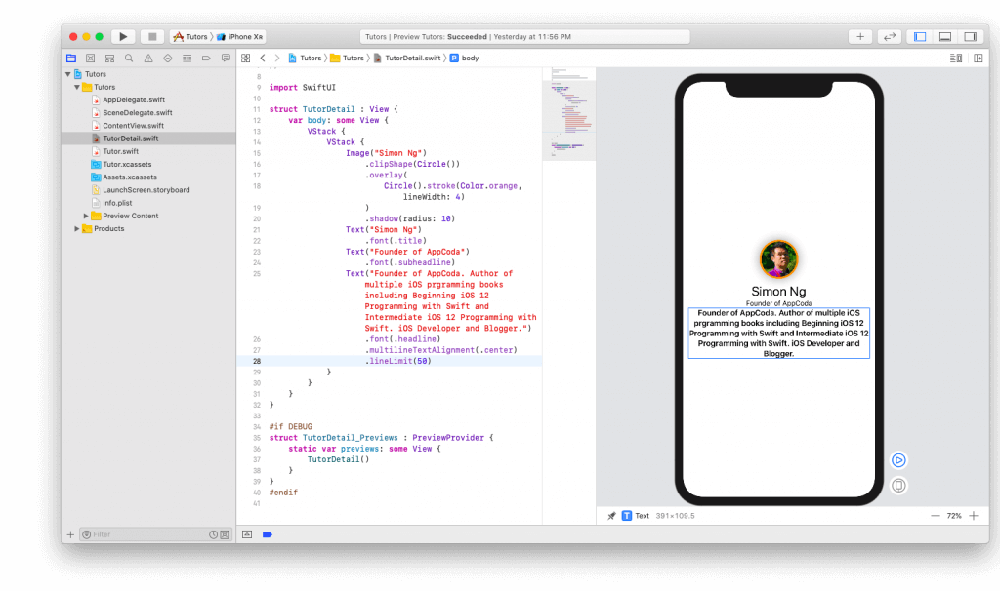 Tutors
iPhone XR
Tutors | Preview Tutors: Succeeded | Yesterday at 11:56 PM
Tutors
Tutors
TutorDetail.swift
P body
Tutors
Tutors
AppDelegate.swift
SceneDelegate.swift
ContentView.swift
TutorDetail.swift
Tutor.swift
Tutor.xcassets
Assets.xcassets
LaunchScreen.storyboard
Info.plist
Preview Content
Products
Filter
8
9 import SwiftUI
10
11 struct TutorDetail : View {
12 var body: some View {
13 VStack {
14 VStack {
15 Image("Simon Ng")
16 .clipShape(Circle())
17 .overlay(
18 Circle().stroke(Color.orange,
lineWidth: 4)
19 )
20 .shadow(radius: 10)
21 Text("Simon Ng")
22 .font(.title)
23 Text("Founder of AppCoda")
24 .font(.subheadline)
25 Text("Founder of AppCoda. Author of
multiple iOS prgramming books
including Beginning iOS 12
Programming with Swift and
Intermediate iOS 12 Programming with
Swift. iOS Developer and Blogger.")
26 .font(.headline)
27 .multilineTextAlignment(.center)
28 .lineLimit(50)
29 }
30 }
31 }
32 }
33
34 #if DEBUG
35 struct TutorDetail_Previews : PreviewProvider {
36 static var previews: some View {
37 TutorDetail()
38 }
39 }
40 #endif
41
Simon Ng
Founder of AppCoda
Founder of AppCoda. Author of multiple iOS
prgramming books including Beginning iOS 12
Programming with Swift and Intermediate iOS 12
Programming with Swift. iOS Developer and
Blogger.
T Text 391×109.5
72%